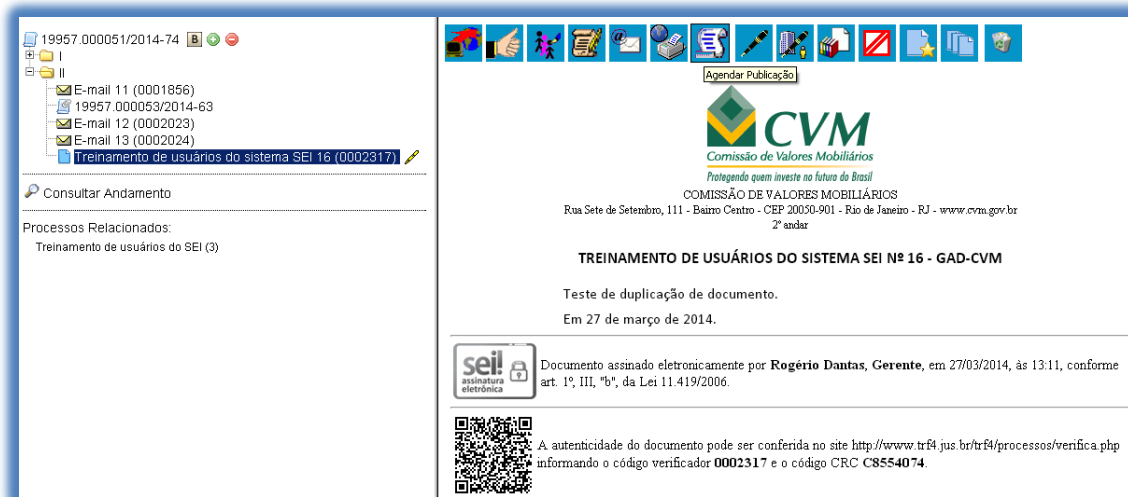 19957.000051/2014-74 B
I
II
E-mail 11 (0001856)
19957.000053/2014-63
E-mail 12 (0002023)
E-mail 13 (0002024)
Treinamento de usuários do sistema SEI 16 (0002317)
Consultar Andamento
Processos Relacionados:
Treinamento de usuários do SEI (3)
Agendar Publicação
CVM
Comissão de Valores Mobiliários
Protegendo quem investe no futuro do Brasil
COMISSÃO DE VALORES MOBILIÁRIOS
Rua Sete de Setembro, 111 - Bairro Centro - CEP 20050-901 - Rio de Janeiro - RJ - www.cvm.gov.br
2º andar
TREINAMENTO DE USUÁRIOS DO SISTEMA SEI Nº 16 - GAD-CVM
Teste de duplicação de documento.
Em 27 de março de 2014.
sei!
assinatura
eletrônica
Documento assinado eletronicamente por Rogério Dantas, Gerente, em 27/03/2014, às 13:11, conforme
art. 1º, III, "b", da Lei 11.419/2006.
A autenticidade do documento pode ser conferida no site http://www.trf4.jus.br/trf4/processos/verifica.php
informando o código verificador 0002317 e o código CRC C8554074.